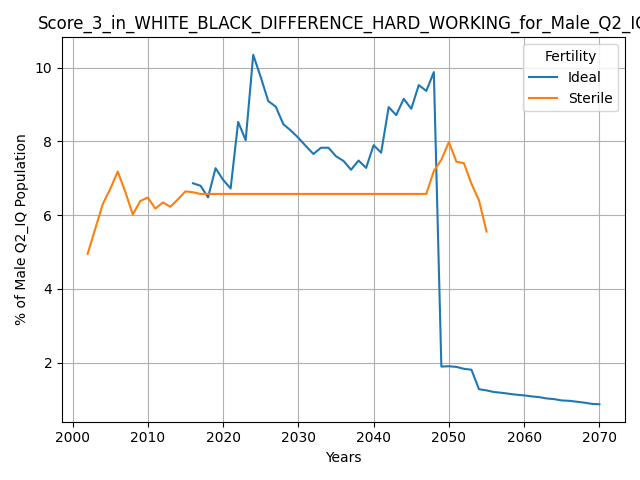 Score_3_in_WHITE_BLACK_DIFFERENCE_HARD_WORKING_for_Male_Q2_IQ
Fertility
Ideal
Sterile
% of Male Q2_IQ Population
10
8
6
4
2
2000 2010 2020 2030 2040 2050 2060 2070
Years